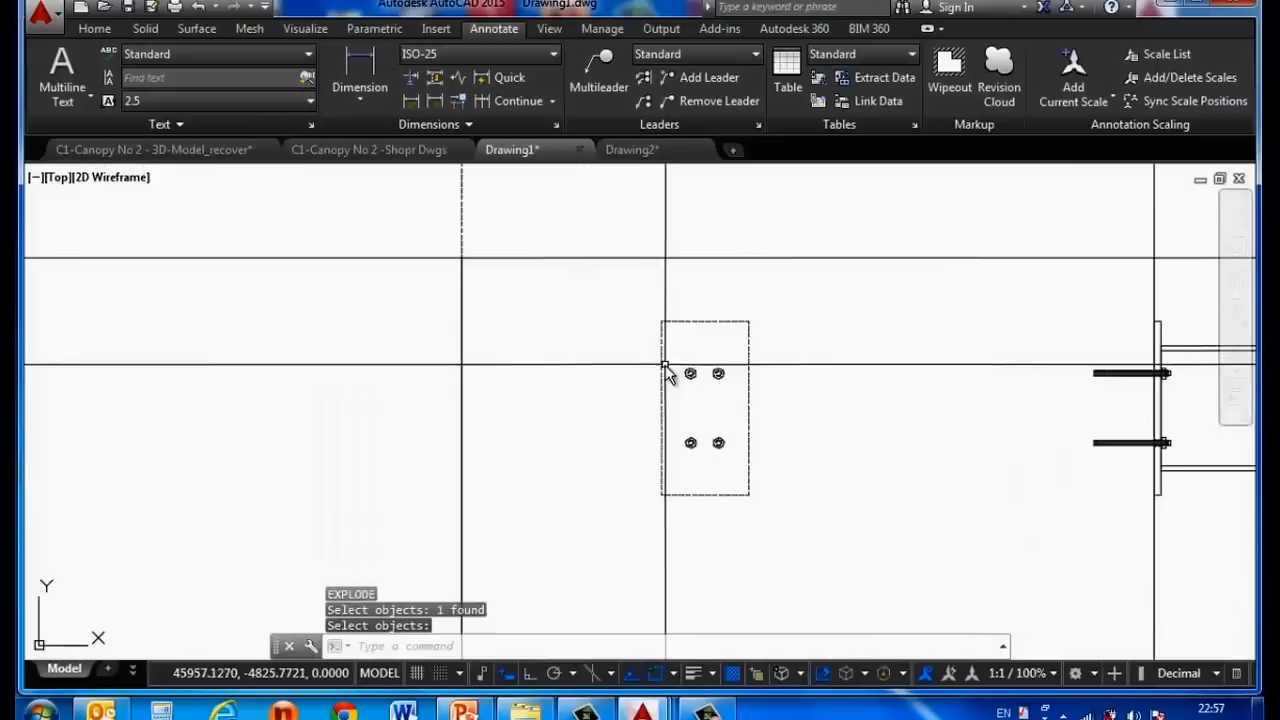 Autodesk AutoCAD 2015 Drawing1.dwg
Type a keyword or phrase
Sign In
Home Solid Surface Mesh Visualize Parametric Insert Annotate View Manage Output Add-ins Autodesk 360 BIM 360
ABC Standard
Find text
A 2.5
Multiline
Text
Text
Dimension
ISO-25
Quick
Continue
Dimensions
Multileader
Standard
Add Leader
Remove Leader
Leaders
Table
Standard
Extract Data
Link Data
Tables
Wipeout
Revision
Cloud
Markup
Add
Current Scale
Scale List
Add/Delete Scales
Sync Scale Positions
Annotation Scaling
C1-Canopy No 2 - 3D-Model_recover* C1-Canopy No 2 -Shopr Dwgs Drawing1* Drawing2*
[−][Top][2D Wireframe]
Y
X
EXPLODE
Select objects: 1 found
Select objects:
Type a command
Model
45957.1270, -4825.7721, 0.0000 MODEL 1:1 / 100% Decimal
EN 22:57